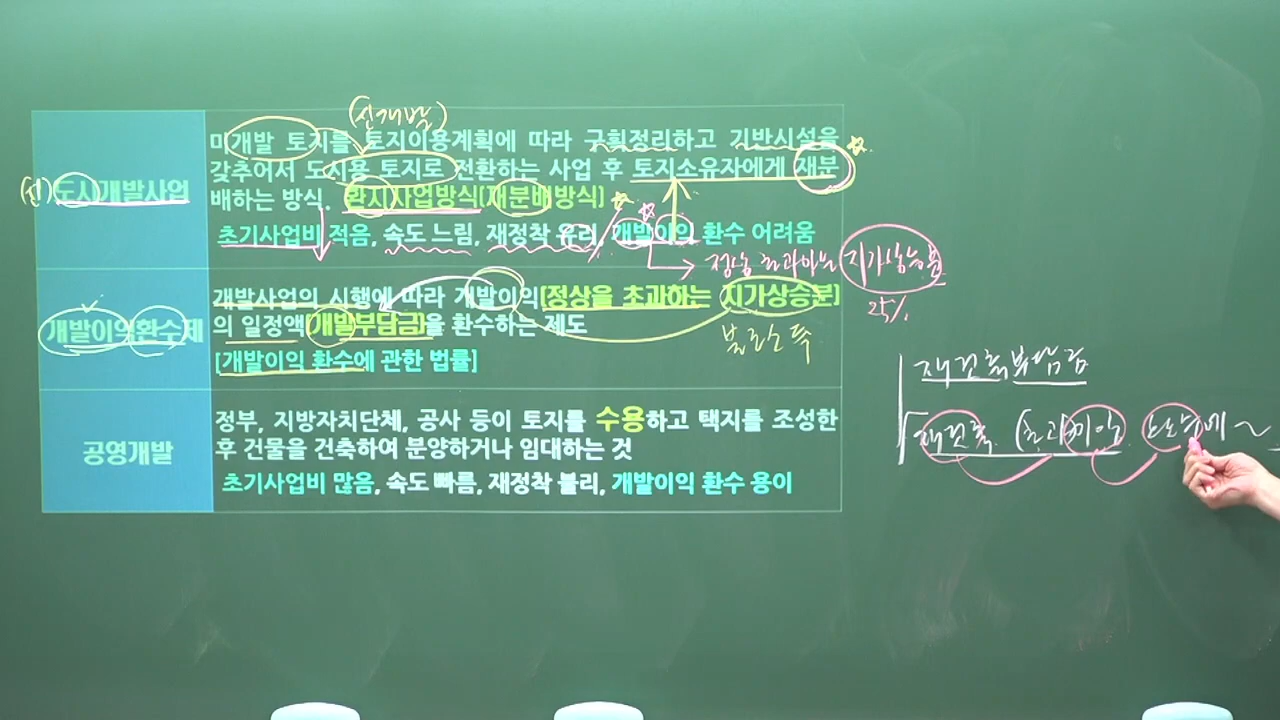 (신개발)
미개발 토지를 토지이용계획에 따라 구획정리하고 기반시설을
(신)도시개발사업
갖추어서 도시용 토지로 전환하는 사업 후 토지소유자에게 재분
배하는 방식. 환지사업방식[재분배방식]
초기사업비 적음, 속도 느림, 재정착 유리, 개발이익 환수 어려움
정상 초과이는 지가상승분
25%
개발이익환수제
개발사업의 시행에 따라 개발이익[정상을 초과하는 지가상승분]
의 일정액[개발부담금]을 환수하는 제도
불로소득
[개발이익 환수에 관한 법률]
재건축부담금
재건축 (초과)이익
공영개발
정부, 지방자치단체, 공사 등이 토지를 수용하고 택지를 조성한
후 건물을 건축하여 분양하거나 임대하는 것
초기사업비 많음, 속도 빠름, 재정착 불리, 개발이익 환수 용이